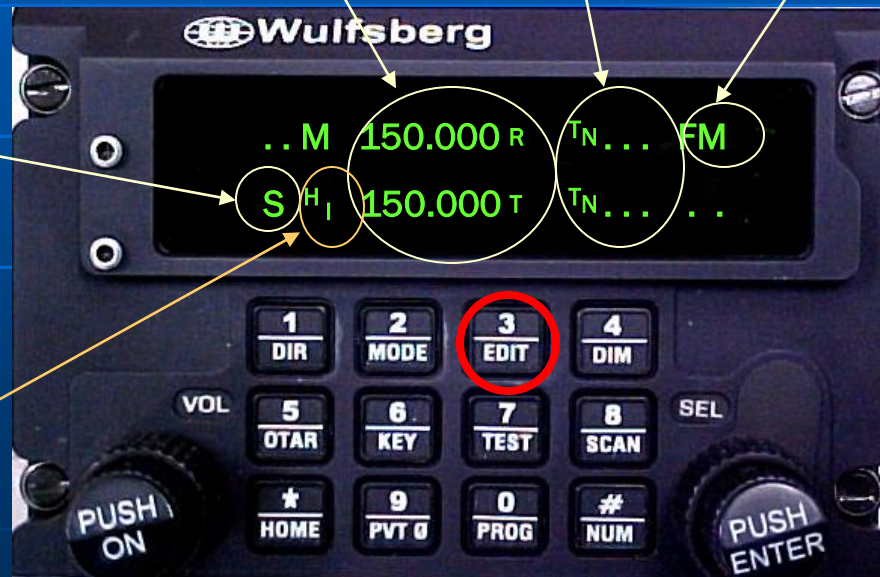 Wulfsberg
..M 150.000 R TN... FM
S HI 150.000 T TN... ..
1 2 3 4
DIR MODE EDIT DIM
VOL 5 6 7 8 SEL
OTAR KEY TEST SCAN
* 9 0 #
HOME PVT Ø PROG NUM
PUSH ON
PUSH ENTER